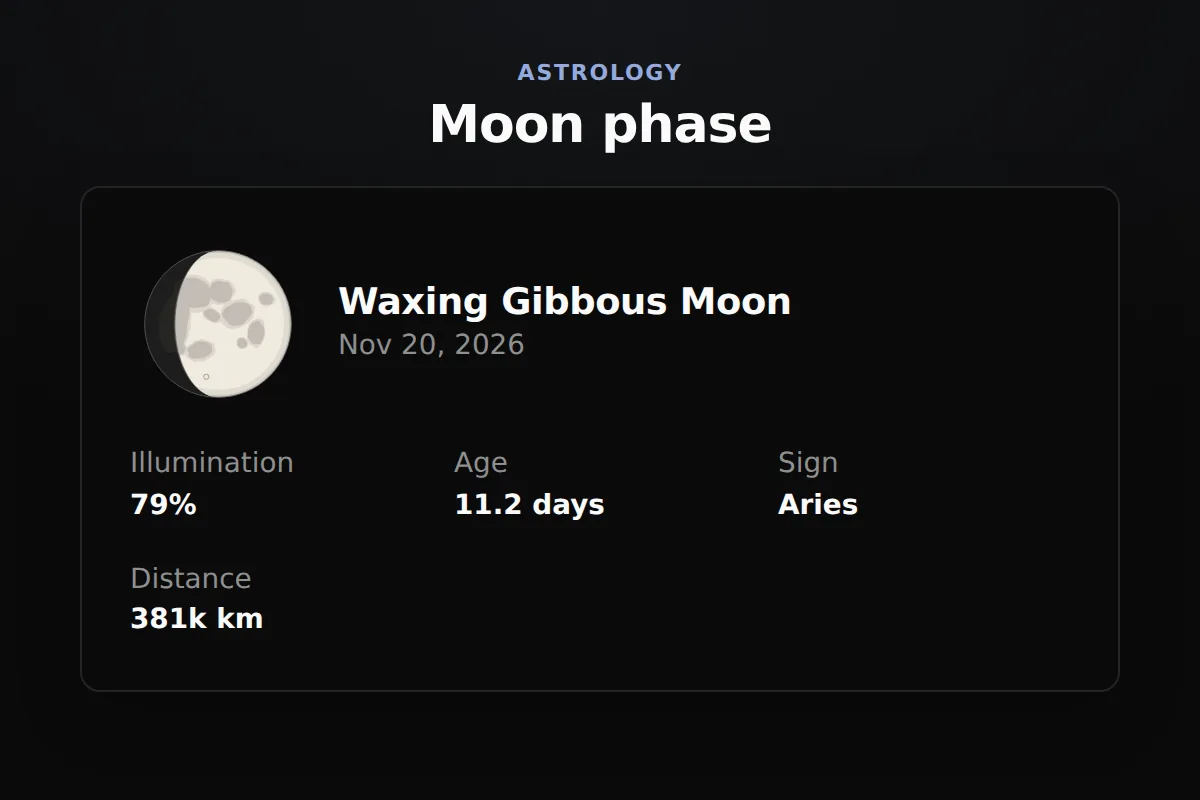 ASTROLOGY
Moon phase
Waxing Gibbous Moon
Nov 20, 2026
Illumination
79%
Age
11.2 days
Sign
Aries
Distance
381k km